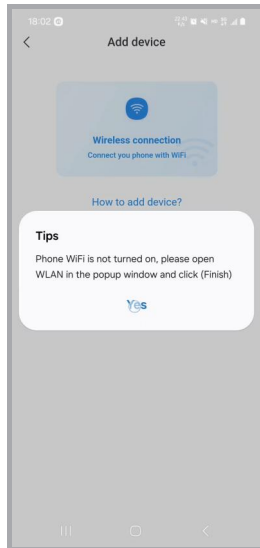 18:02
Add device
Wireless connection
Connect you phone with WiFi
How to add device?
Tips
Phone WiFi is not turned on, please open
WLAN in the popup window and click (Finish)
Yes